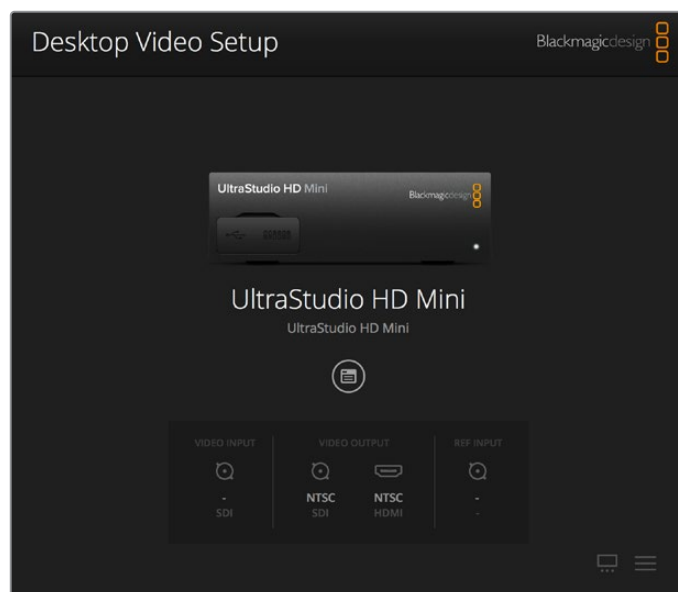 Desktop Video Setup
Blackmagicdesign
UltraStudio HD Mini
Blackmagicdesign
UltraStudio HD Mini
UltraStudio HD Mini
VIDEO INPUT VIDEO OUTPUT REF INPUT
- NTSC NTSC -
SDI SDI HDMI -